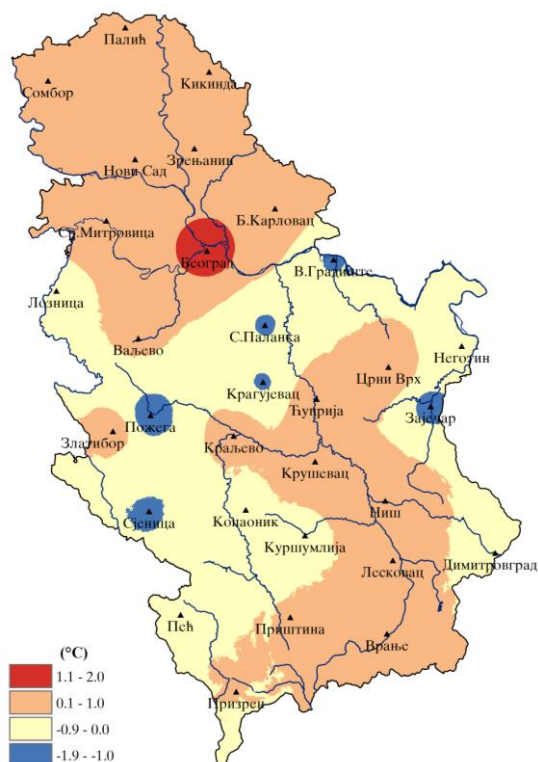 Палић
Сомбор
Кикинда
Зрењанин
Нови Сад
Б.Карловац
Ср.Митровица
Београд
В.Градиште
Лозница
С.Паланка
Ваљево
Неготин
Црни Врх
Крагујевац
Ћуприја
Зајечар
Пожега
Златибор
Краљево
Крушевац
Сјеница
Копаоник
Ниш
Куршумлија
Димитровград
Лесковац
Пећ
Приштина
Врање
(°C)
1.1 - 2.0
0.1 - 1.0
-0.9 - 0.0
-1.9 - -1.0
Призрен